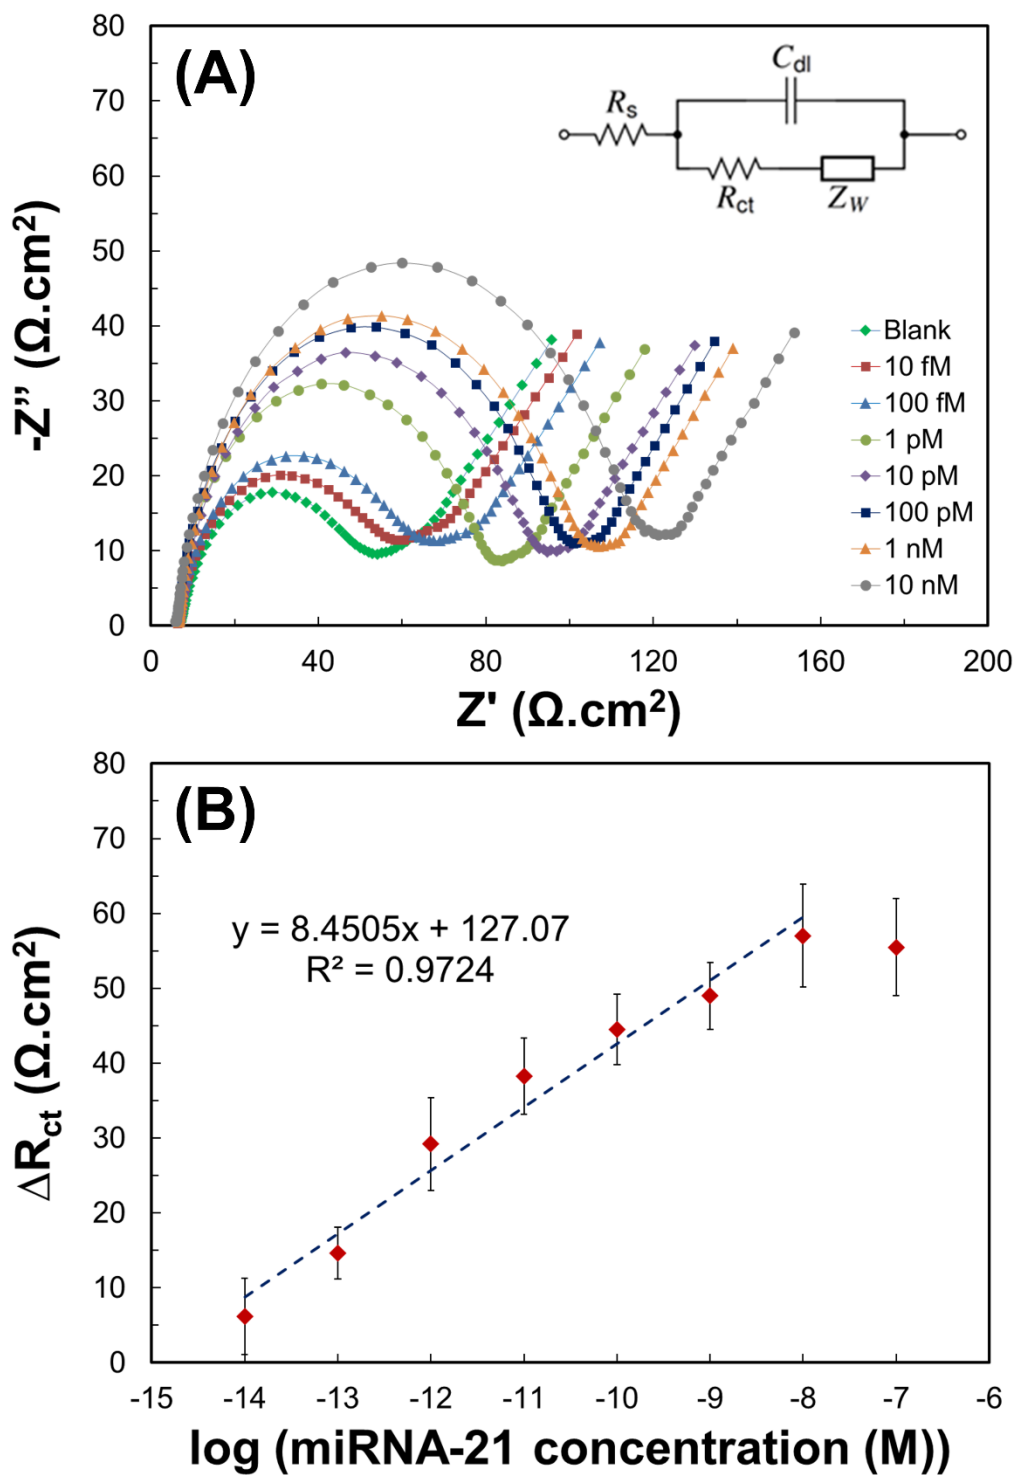 (A)
80
70
60
50
40
30
20
10
0
-Z” (Ω.cm²)
C_dl
R_s
R_ct
Z_W
Blank
10 fM
100 fM
1 pM
10 pM
100 pM
1 nM
10 nM
0 40 80 120 160 200
Z' (Ω.cm²)
(B)
80
70
60
50
40
30
20
10
0
ΔR_ct (Ω.cm²)
y = 8.4505x + 127.07
R² = 0.9724
-15 -14 -13 -12 -11 -10 -9 -8 -7 -6
log (miRNA-21 concentration (M))